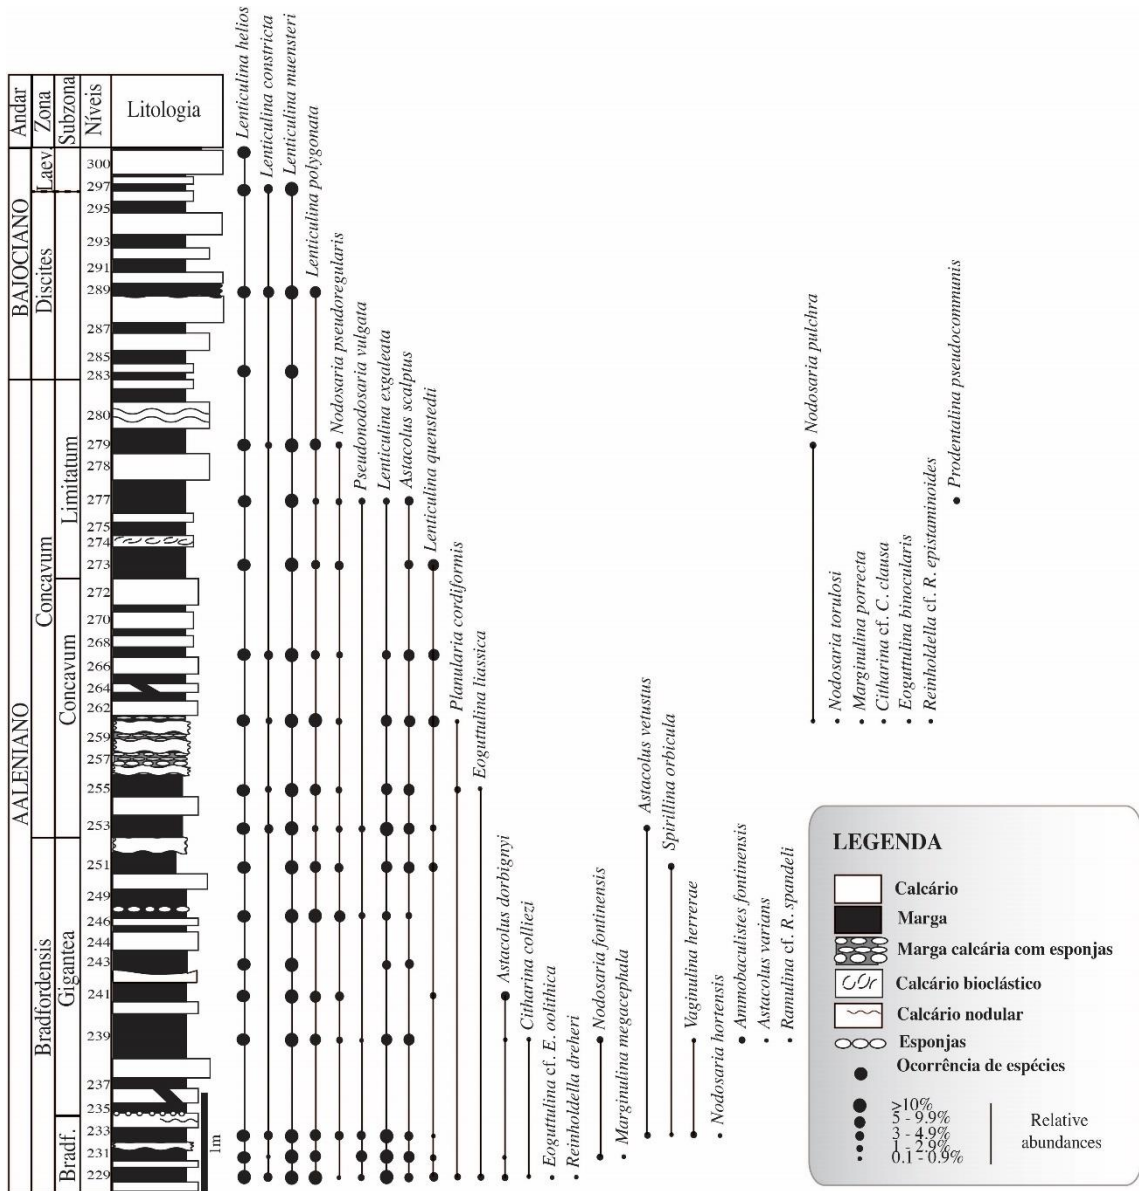 Andar
Zona
Subzona
Níveis
Litologia
Lenticulina helios
Lenticulina constricta
Lenticulina muensteri
Lenticulina polygonata
Nodosaria pseudoregularis
Pseudonodosaria vulgata
Lenticulina exgaleata
Astacolus scalptus
Lenticulina quenstedti
Planularia cordiformis
Eoguttulina liassica
Astacolus dorbignyi
Citharina colliezi
Eoguttulina cf. E. oolithica
Reinholdella dreheri
Nodosaria fontinensis
Marginulina megacephala
Astacolus vetustus
Spirillina orbicula
Vaginulina herrerae
Nodosaria hortensis
Ammobaculistes fontinensis
Astacolus varians
Ramulina cf. R. spandeli
Nodosaria pulchra
Nodosaria torulosi
Marginulina porrecta
Citharina cf. C. clausa
Eoguttulina binocularis
Reinholdella cf. R. epistaminoides
Prodentalina pseudocommunis
BAJOCIANO
AALENIANO
Laev.
Discites
Concavum
Bradfordensis
Limitatum
Concavum
Gigantea
Bradf.
300
297
295
293
291
289
287
285
283
280
279
278
277
275
274
273
272
270
268
266
264
262
259
257
255
253
251
249
246
244
243
241
239
237
235
233
231
229
1m
LEGENDA
Calcário
Marga
Marga calcária com esponjas
Calcário bioclástico
Calcário nodular
Esponjas
Ocorrência de espécies
>10%
5 - 9.9%
3 - 4.9%
1 - 2.9%
0.1 - 0.9%
Relative
abundances